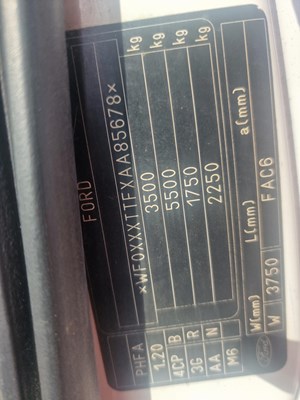 FORD
*WF0XXXTTFXAA85678*
3500 kg
5500 kg
1750 kg
2250 kg
W(mm) L(mm) a(mm)
W 3750 FAC6
PHFA
1.20
4CP B
3G R
AA N
M6
Ford